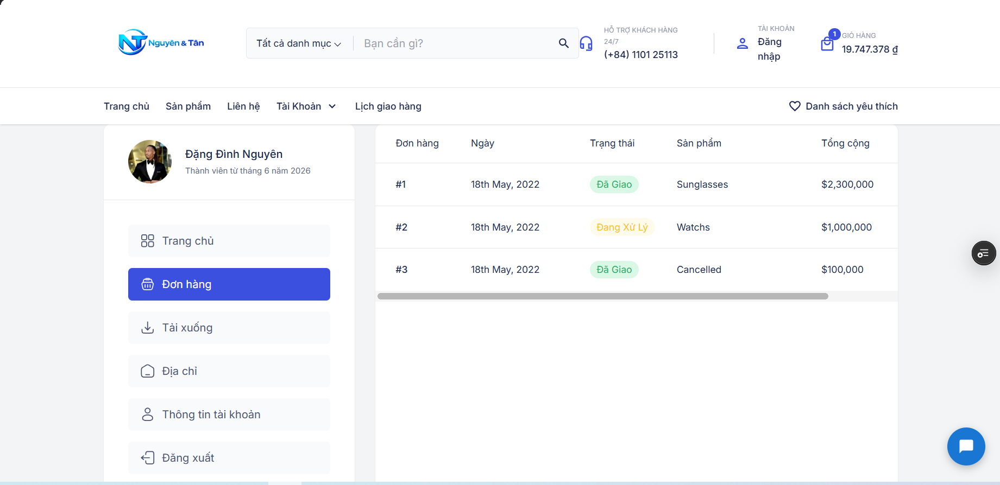 Nguyên & Tân
Tất cả danh mục
Bạn cần gì?
HỖ TRỢ KHÁCH HÀNG
24/7
(+84) 1101 25113
TÀI KHOẢN
Đăng
nhập
1
GIỎ HÀNG
19.747.378 ₫
Trang chủ
Sản phẩm
Liên hệ
Tài Khoản
Lịch giao hàng
Danh sách yêu thích
Đặng Đình Nguyên
Thành viên từ tháng 6 năm 2026
Trang chủ
Đơn hàng
Tải xuống
Địa chỉ
Thông tin tài khoản
Đăng xuất
Đơn hàng Ngày Trạng thái Sản phẩm Tổng cộng
#1 18th May, 2022 Đã Giao Sunglasses $2,300,000
#2 18th May, 2022 Đang Xử Lý Watchs $1,000,000
#3 18th May, 2022 Đã Giao Cancelled $100,000